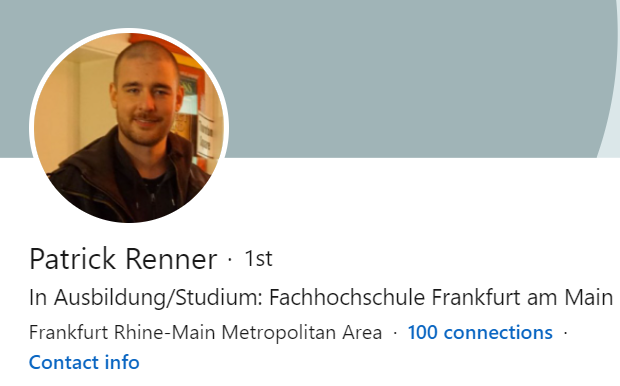 Patrick Renner · 1st
In Ausbildung/Studium: Fachhochschule Frankfurt am Main
Frankfurt Rhine-Main Metropolitan Area · 100 connections ·
Contact info